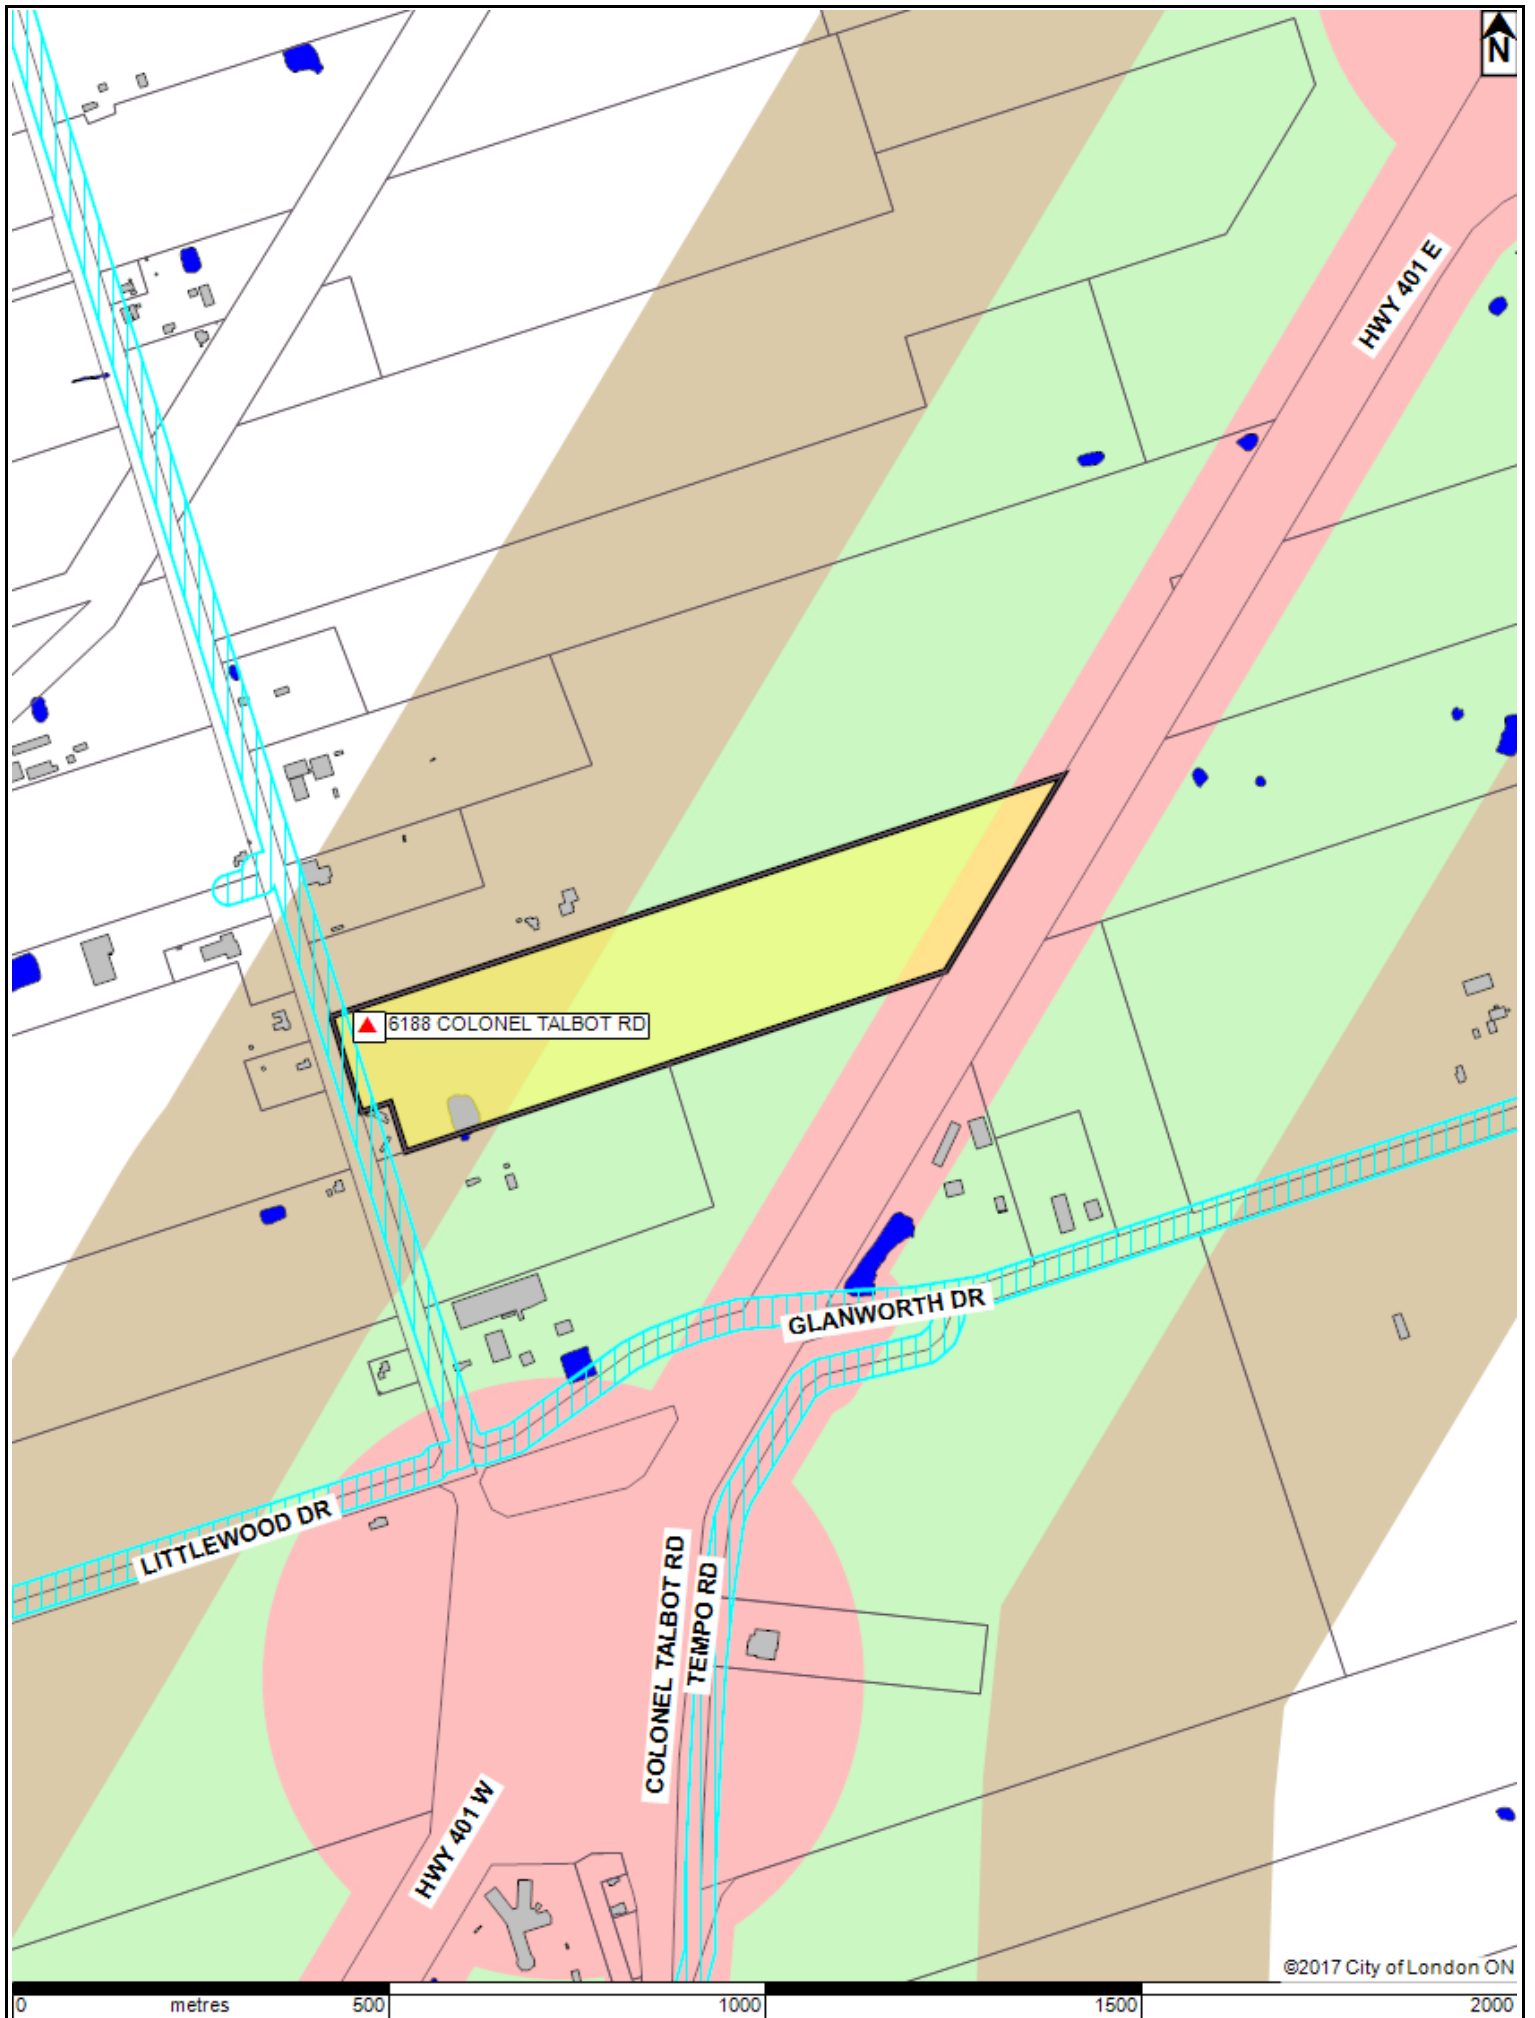 N
HWY 401 E
6188 COLONEL TALBOT RD
GLANWORTH DR
LITTLEWOOD DR
COLONEL TALBOT RD
TEMPO RD
HWY 401 W
©2017 City of London ON
0 metres 500 1000 1500 2000